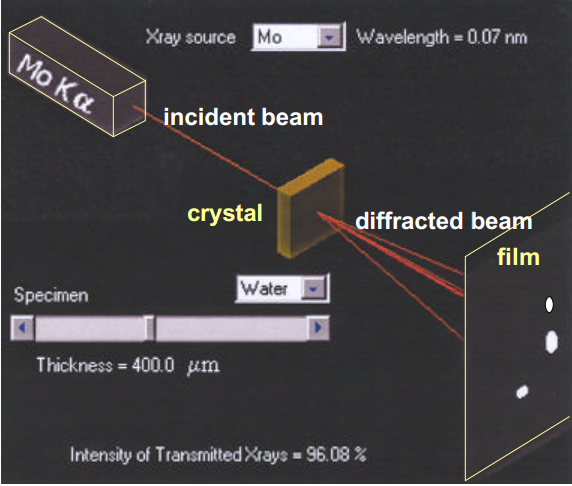 Xray source Mo Wavelength = 0.07 nm
Mo Kα
incident beam
crystal
diffracted beam
film
Specimen Water
Thickness = 400.0 μm
Intensity of Transmitted Xrays = 96.08 %